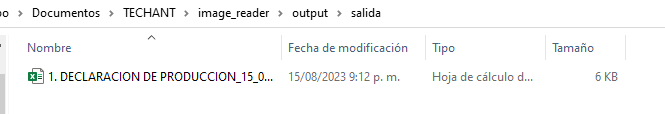 Documentos > TECHANT > image_reader > output > salida
Nombre Fecha de modificación Tipo Tamaño
1. DECLARACION DE PRODUCCION_15_0... 15/08/2023 9:12 p. m. Hoja de cálculo d... 6 KB